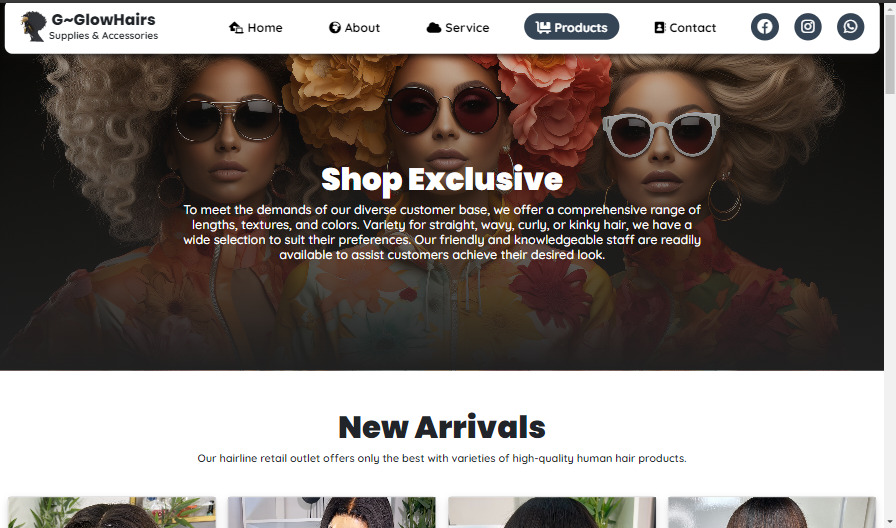 G~GlowHairs
Supplies & Accessories
Home
About
Service
Products
Contact
Shop Exclusive
To meet the demands of our diverse customer base, we offer a comprehensive range of
lengths, textures, and colors. Variety for straight, wavy, curly, or kinky hair, we have a
wide selection to suit their preferences. Our friendly and knowledgeable staff are readily
available to assist customers achieve their desired look.
New Arrivals
Our hairline retail outlet offers only the best with varieties of high-quality human hair products.